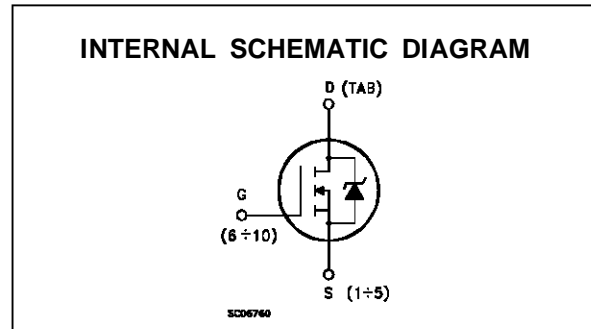 INTERNAL SCHEMATIC DIAGRAM
D (TAB)
G
(6÷10)
S (1÷5)
SC06760